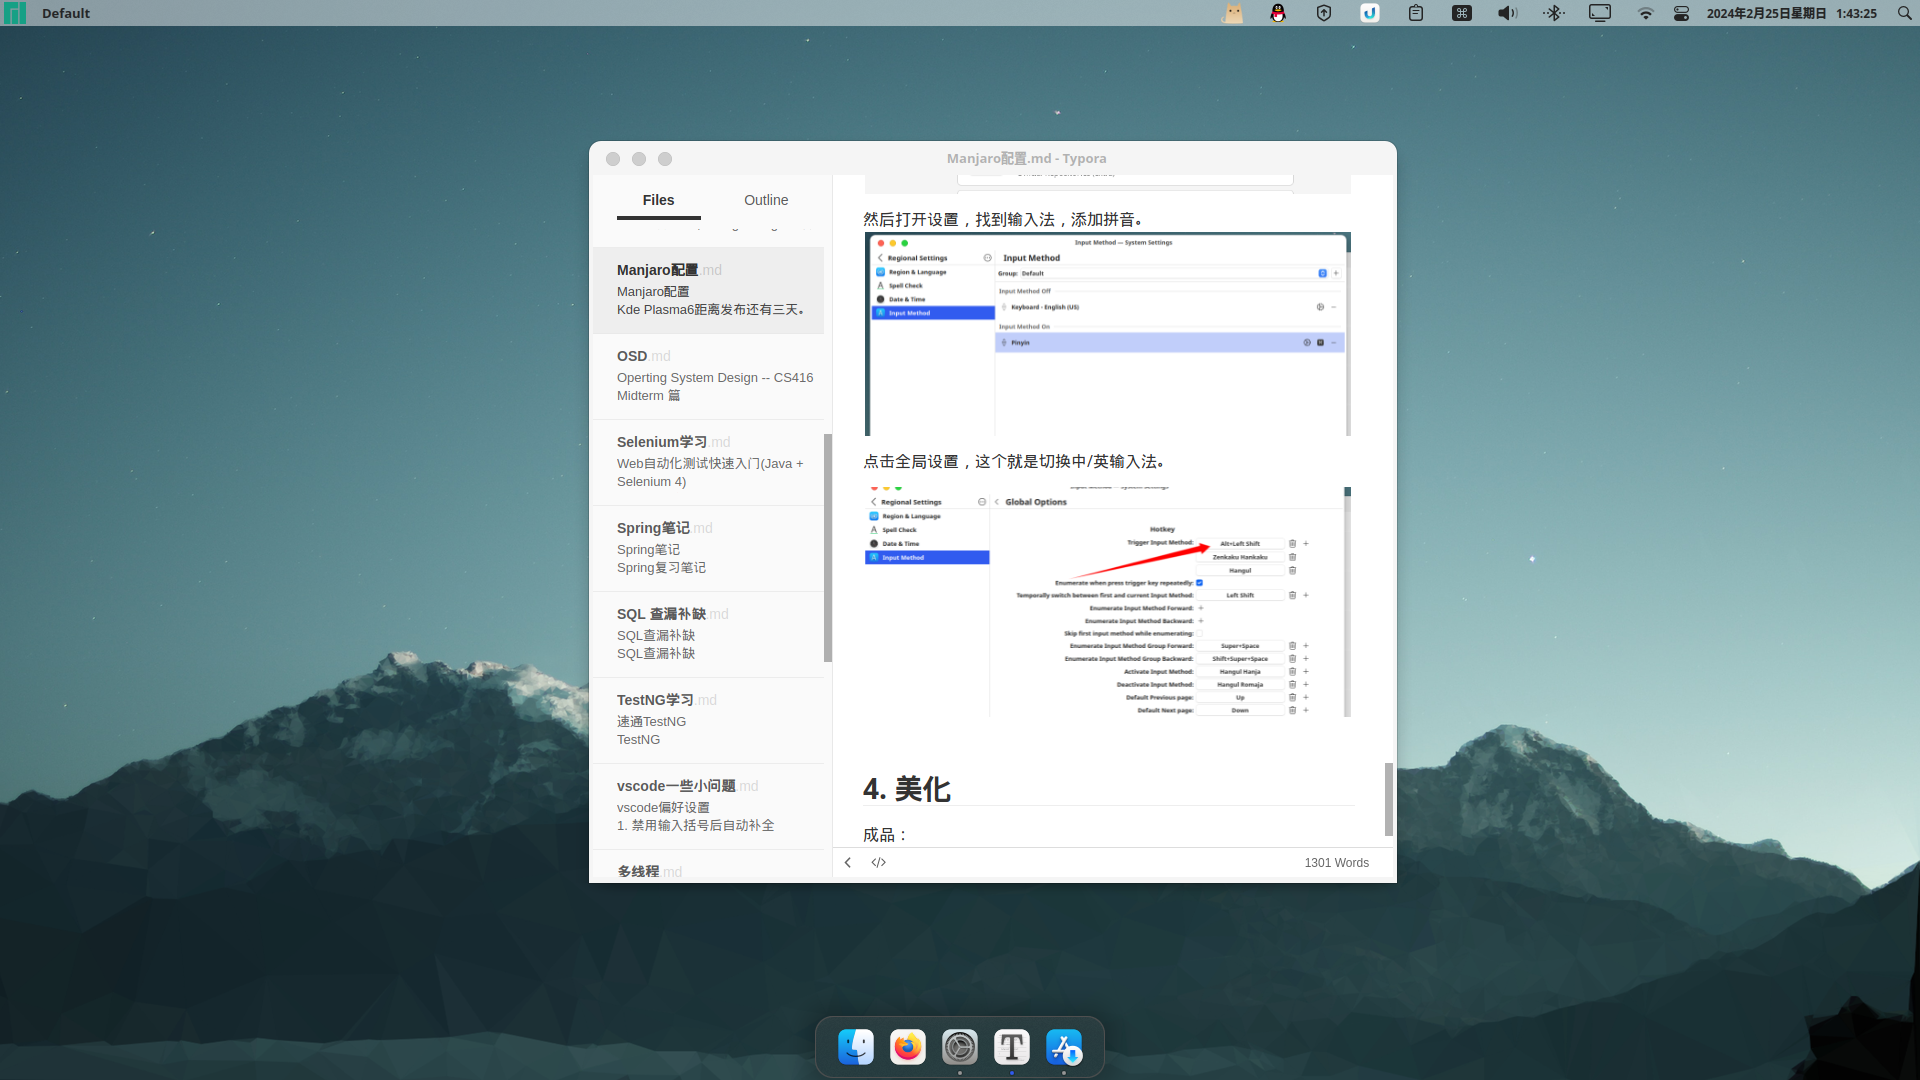 Default
2024年2月25日星期日 1:43:25
Manjaro配置.md - Typora
Files
Outline
Manjaro配置.md
Manjaro配置
Kde Plasma6距离发布还有三天。
OSD.md
Operting System Design -- CS416
Midterm 篇
Selenium学习.md
Web自动化测试快速入门(Java +
Selenium 4)
Spring笔记.md
Spring笔记
Spring复习笔记
SQL 查漏补缺.md
SQL查漏补缺
SQL查漏补缺
TestNG学习.md
速通TestNG
TestNG
vscode一些小问题.md
vscode偏好设置
1. 禁用输入括号后自动补全
多线程.md
然后打开设置，找到输入法，添加拼音。
Input Method — System Settings
Regional Settings
Input Method
Region & Language
Group: Default
Spell Check
Input Method Off
Date & Time
Keyboard - English (US)
Input Method
Input Method On
Pinyin
点击全局设置，这个就是切换中/英输入法。
Regional Settings
Global Options
Region & Language
Spell Check
Hotkey
Date & Time
Trigger Input Method: Alt+Left Shift
Input Method
Zenkaku Hankaku
Hangul
Enumerate when press trigger key repeatedly:
Temporally switch between first and current Input Method: Left Shift
Enumerate Input Method Forward:
Enumerate Input Method Backward:
Skip first input method while enumerating:
Enumerate Input Method Group Forward: Super+Space
Enumerate Input Method Group Backward: Shift+Super+Space
Activate Input Method: Hangul Hanja
Deactivate Input Method: Hangul Romaja
Default Previous page: Up
Default Next page: Down
4. 美化
成品：
1301 Words